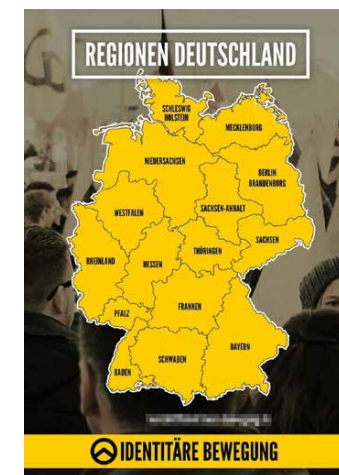 REGIONEN DEUTSCHLAND
SCHLESWIG
HOLSTEIN
MECKLENBURG
NIEDERSACHSEN
BERLIN
BRANDENBURG
SACHSEN-ANHALT
WESTFALEN
SACHSEN
THÜRINGEN
RHEINLAND
HESSEN
FRANKEN
PFALZ
BAYERN
SCHWABEN
BADEN
IDENTITÄRE BEWEGUNG